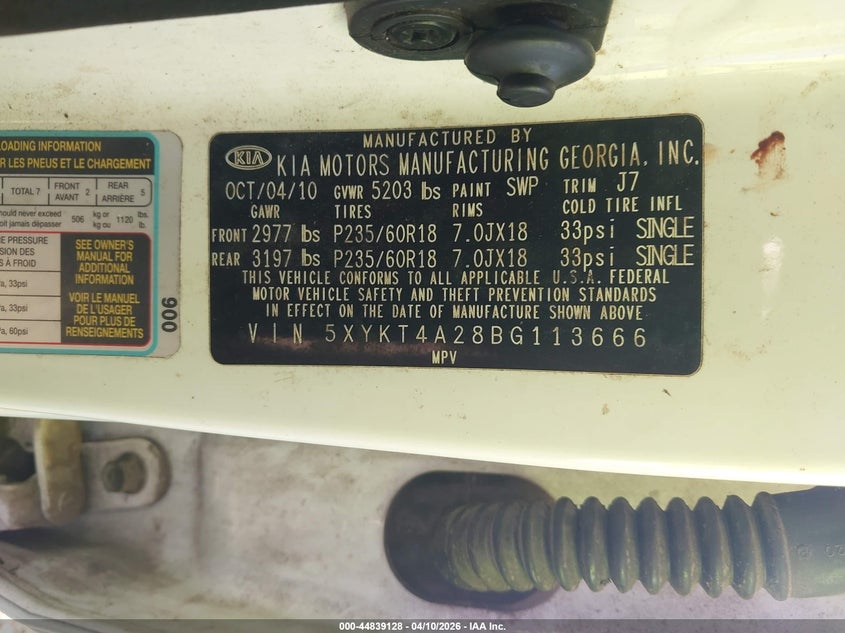 LOADING INFORMATION
R LES PNEUS ET LE CHARGEMENT
TOTAL 7 FRONT AVANT 2 REAR ARRIÈRE 5
should never exceed 506 kg or 1120 lbs.
doit jamais dépasser kg ou lb.
E PRESSURE
SION DES
À FROID
a, 33psi
a, 33psi
a, 60psi
SEE OWNER'S
MANUAL FOR
ADDITIONAL
INFORMATION
VOIR LE MANUEL
DE L'USAGER
POUR PLUS DE
RENSEIGNEMENTS
006
MANUFACTURED BY
KIA KIA MOTORS MANUFACTURING GEORGIA, INC.
OCT/04/10 GVWR 5203 lbs PAINT SWP TRIM J7
GAWR TIRES RIMS COLD TIRE INFL
FRONT 2977 lbs P235/60R18 7.0JX18 33psi SINGLE
REAR 3197 lbs P235/60R18 7.0JX18 33psi SINGLE
THIS VEHICLE CONFORMS TO ALL APPLICABLE U.S.A. FEDERAL
MOTOR VEHICLE SAFETY AND THEFT PREVENTION STANDARDS
IN EFFECT ON THE DATE OF MANUFACTURE SHOWN ABOVE
VIN 5XYKT4A28BG113666
MPV
000-44839128 - 04/10/2026 - IAA Inc.